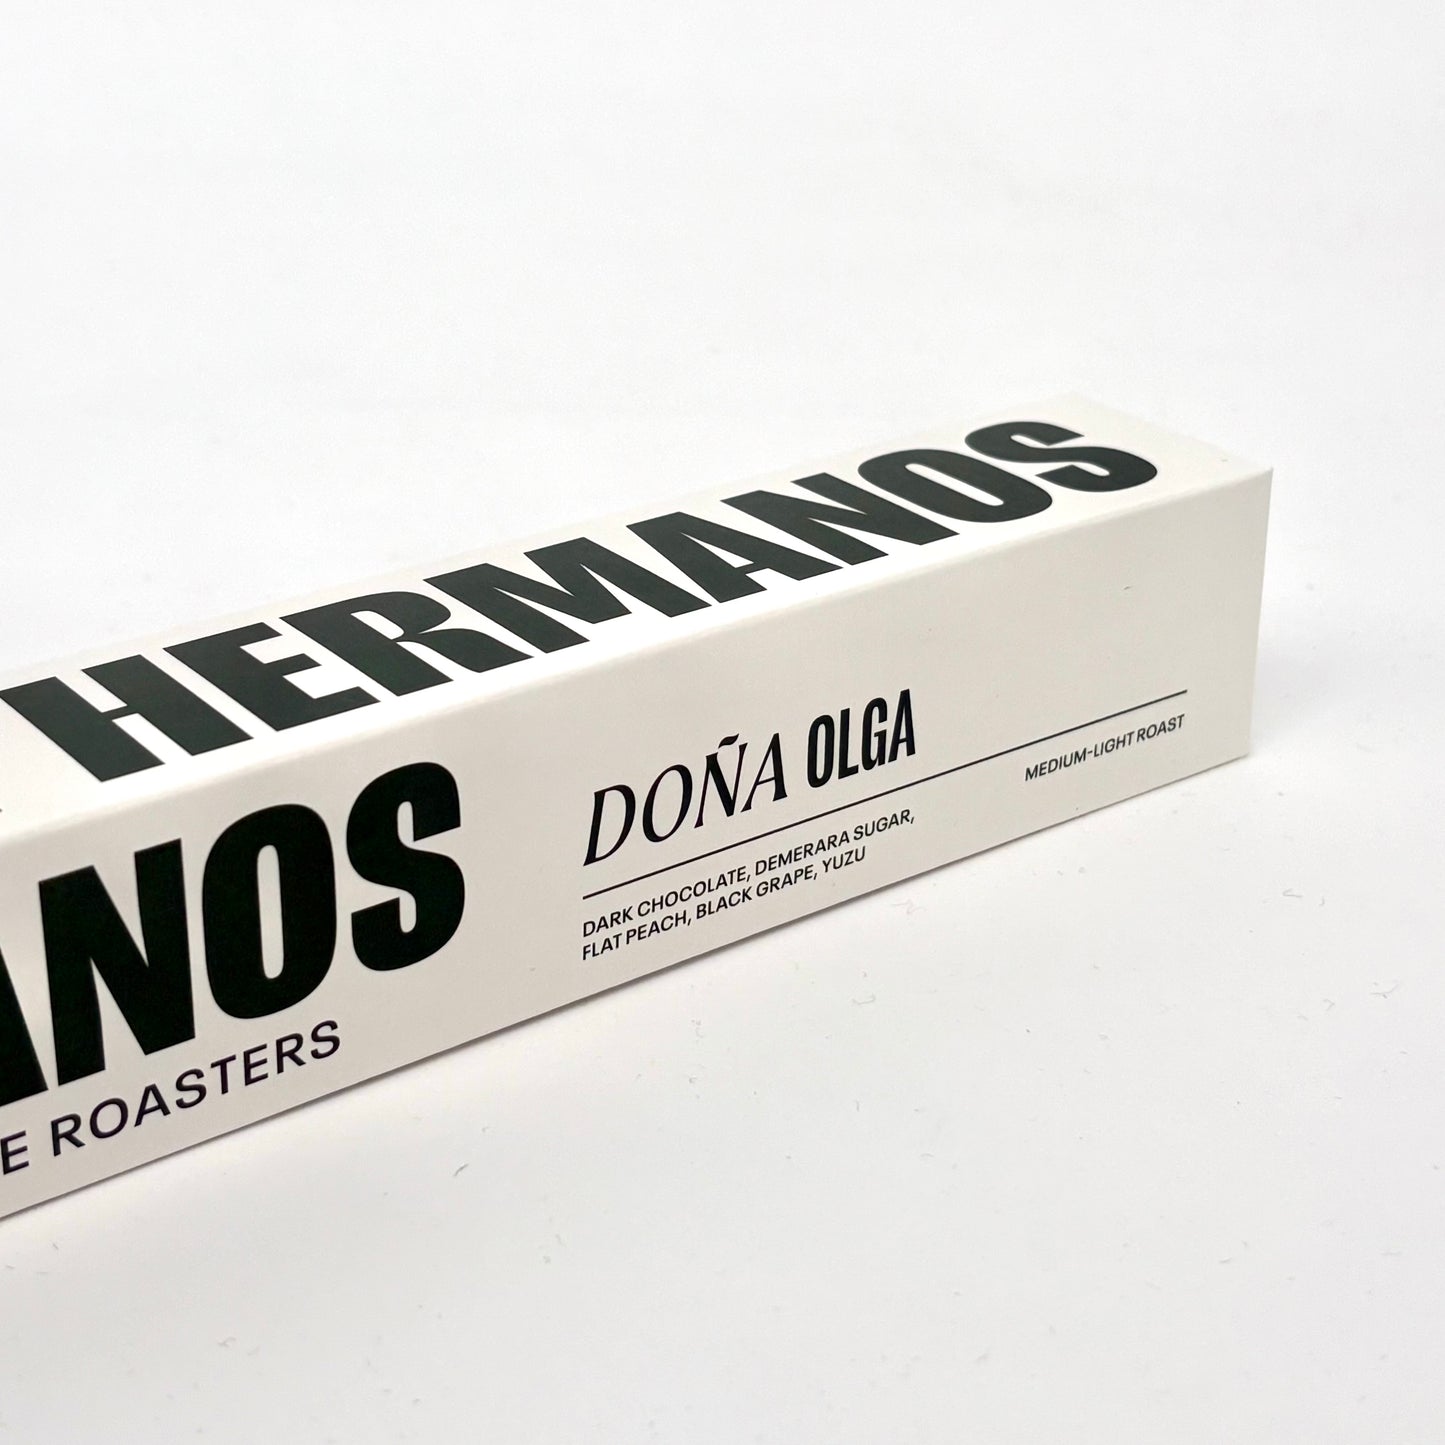 HERMANOS
ANOS
E ROASTERS
DOÑA OLGA
DARK CHOCOLATE, DEMERARA SUGAR,
FLAT PEACH, BLACK GRAPE, YUZU
MEDIUM-LIGHT ROAST